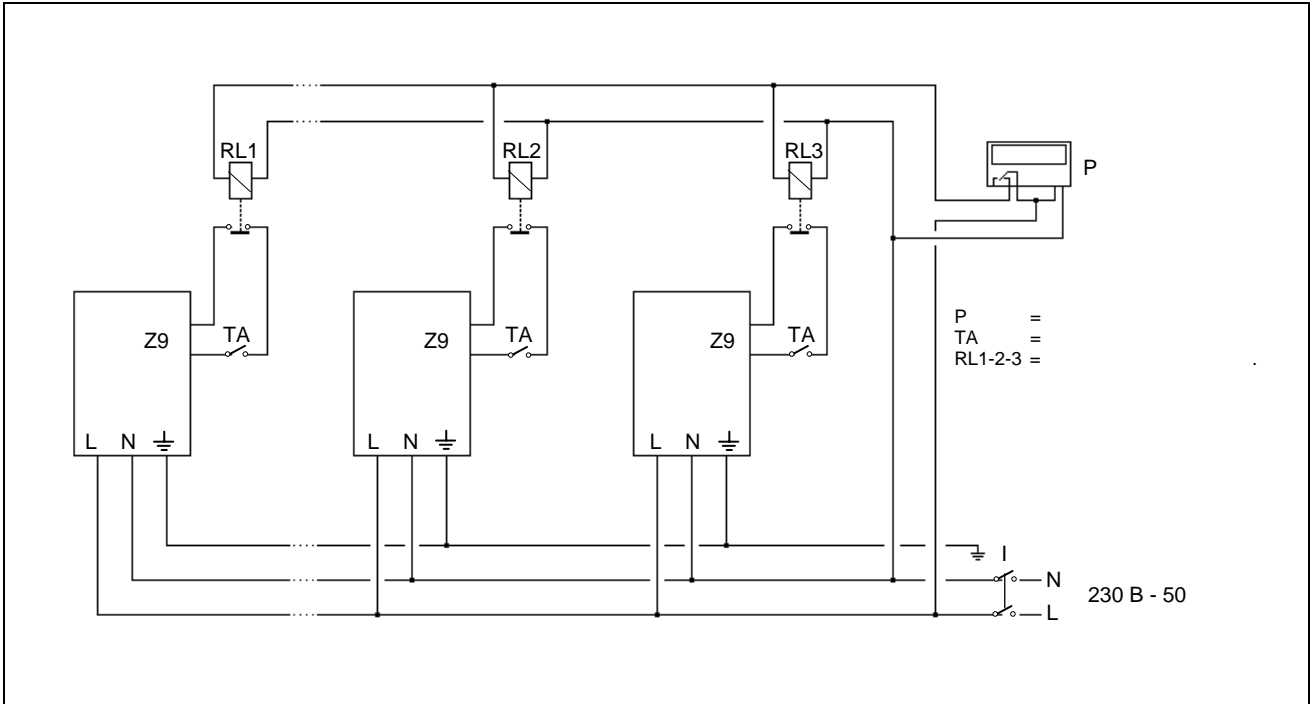 RL1 RL2 RL3
P
Z9 TA Z9 TA Z9 TA
P =
TA =
RL1-2-3 = .
L N L N L N
I
N
230 В - 50
L